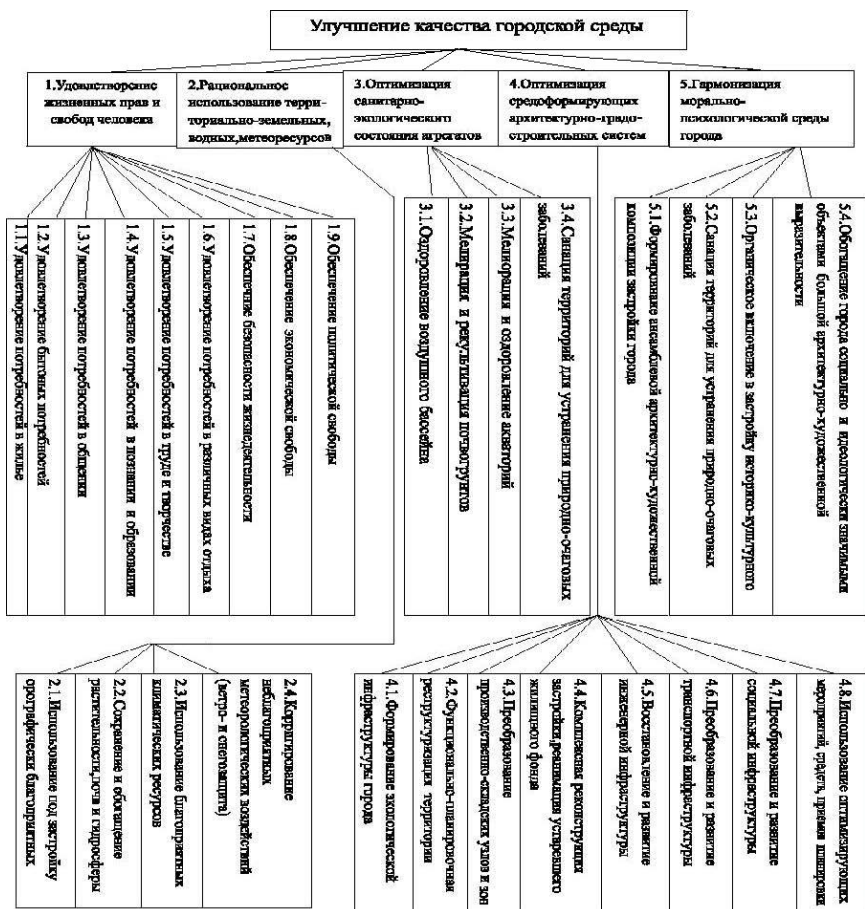 Улучшение качества городской среды
1.Удовлетворение
жизненных прав и
свобод человека
2.Рациональное
использование терри-
ториально-земельных,
водных,метеоресурсов
3.Оптимизация
санитарно-
экологического
состояния агрегатов
4.Оптимизация
средоформирующих
архитектурно-градо-
строительных систем
5.Гармонизация
морально-
психологической среды
города
1.1.Удовлетворение потребностей в жилье
1.2.Удовлетворение бытовых потребностей
1.3.Удовлетворение потребностей в общении
1.4.Удовлетворение потребностей в познании и образовании
1.5.Удовлетворение потребностей в труде и творчестве
1.6.Удовлетворение потребностей в различных видах отдыха
1.7.Обеспечние безопасности жизнедеятельности
1.8.Обеспечение экономической свободы
1.9.Обеспечение политической свободы
3.1.Оздоровление воздушного бассейна
3.2.Мелирация и рекультивация почвогрунтов
3.3.Мелиорация и оздоровление акваторий
3.4.Санация территорий для устранения природно-очаговых
заболеваний
5.1.Формирование ансамблевой архитектурно-художественной
композиции застройки города
5.2.Санация территорий для устранения природно-очаговых
заболеваний
5.3.Органическое включение в застройку историко-культурного
5.4.Обогащение города социально и идеологически значимыми
объектами большой архитектурно-художественной
выразительности
2.1.Использование под застройку
орографически благоприятных
2.2.Сохранение и обогащение
растительности,почв и гидросферы
2.3.Использование благоприятных
климатических ресурсов
2.4.Корректирование
неблагоприятных
метеорологических воздействий
(ветро- и снегозащита)
4.1.Формирование экологической
инфраструктуры города
4.2.Функционально-планировочная
реструктуризация территории
4.3.Преобразование
производственно-складских узлов и зон
4.4.Комплексная реконструкция
застройки,реанимация устаревшего
жилищного фонда
4.5.Восстановление и развитие
инженерной инфраструктуры
4.6.Преобразование и развитие
транспортной инфраструктуры
4.7.Преобразование и развитие
социальной инфраструктуры
4.8.Использование оптимизирующих
мероприятий, средств, приемов планировки